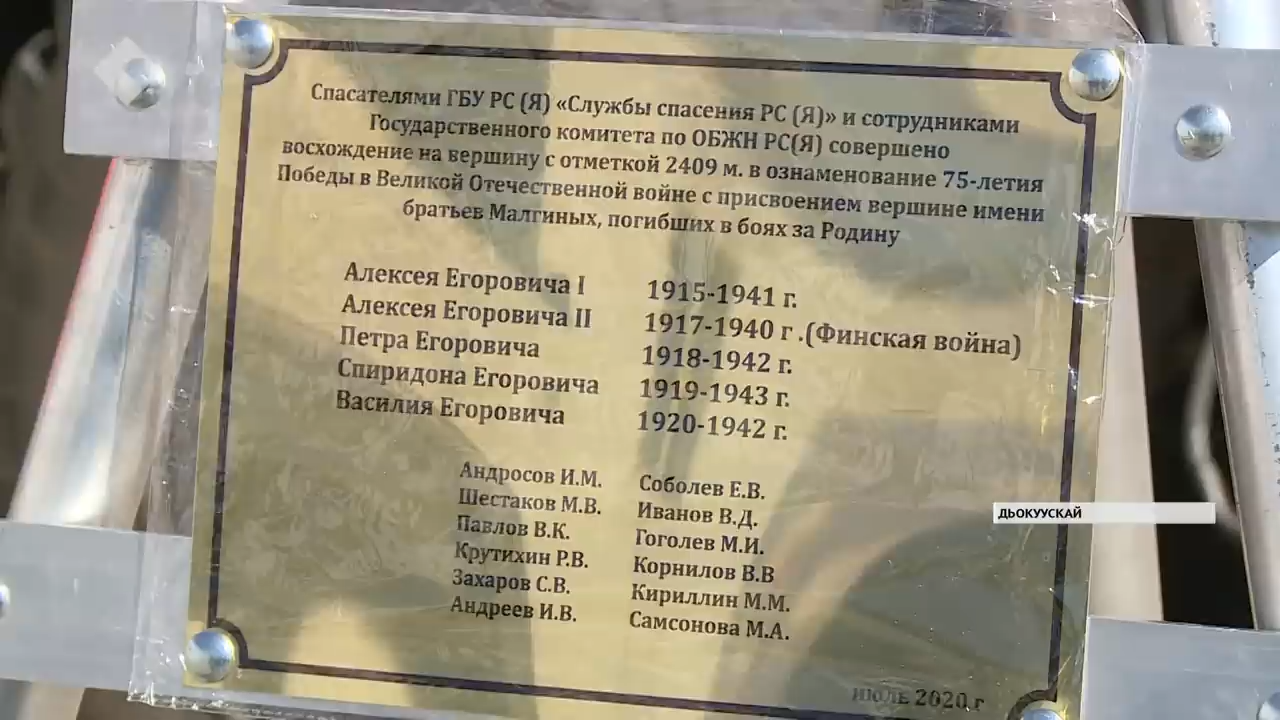 Спасателями ГБУ РС (Я) «Службы спасения РС (Я)» и сотрудниками
Государственного комитета по ОБЖН РС(Я) совершено
восхождение на вершину с отметкой 2409 м. в ознаменование 75-летия
Победы в Великой Отечественной войне с присвоением вершине имени
братьев Малгиных, погибших в боях за Родину
Алексея Егоровича I 1915-1941 г.
Алексея Егоровича II 1917-1940 г .(Финская война)
Петра Егоровича 1918-1942 г.
Спиридона Егоровича 1919-1943 г.
Василия Егоровича 1920-1942 г.
Андросов И.М. Соболев Е.В.
Шестаков М.В. Иванов В.Д.
Павлов В.К. Гоголев М.И.
Крутихин Р.В. Корнилов В.В
Захаров С.В. Кириллин М.М.
Андреев И.В. Самсонова М.А.
июль 2020 г
ДЬОКУУСКАЙ